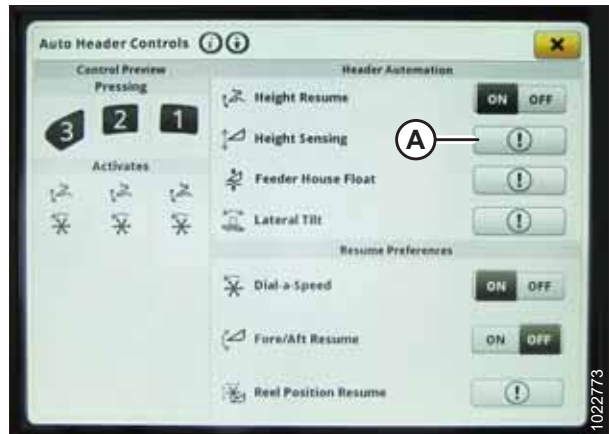 Auto Header Controls
Control Preview
Pressing
3 2 1
Activates
Header Automation
Height Resume ON OFF
Height Sensing A !
Feeder House Float !
Lateral Tilt !
Resume Preferences
Dial-a-Speed ON OFF
Fore/Aft Resume ON OFF
Reel Position Resume !
1022773